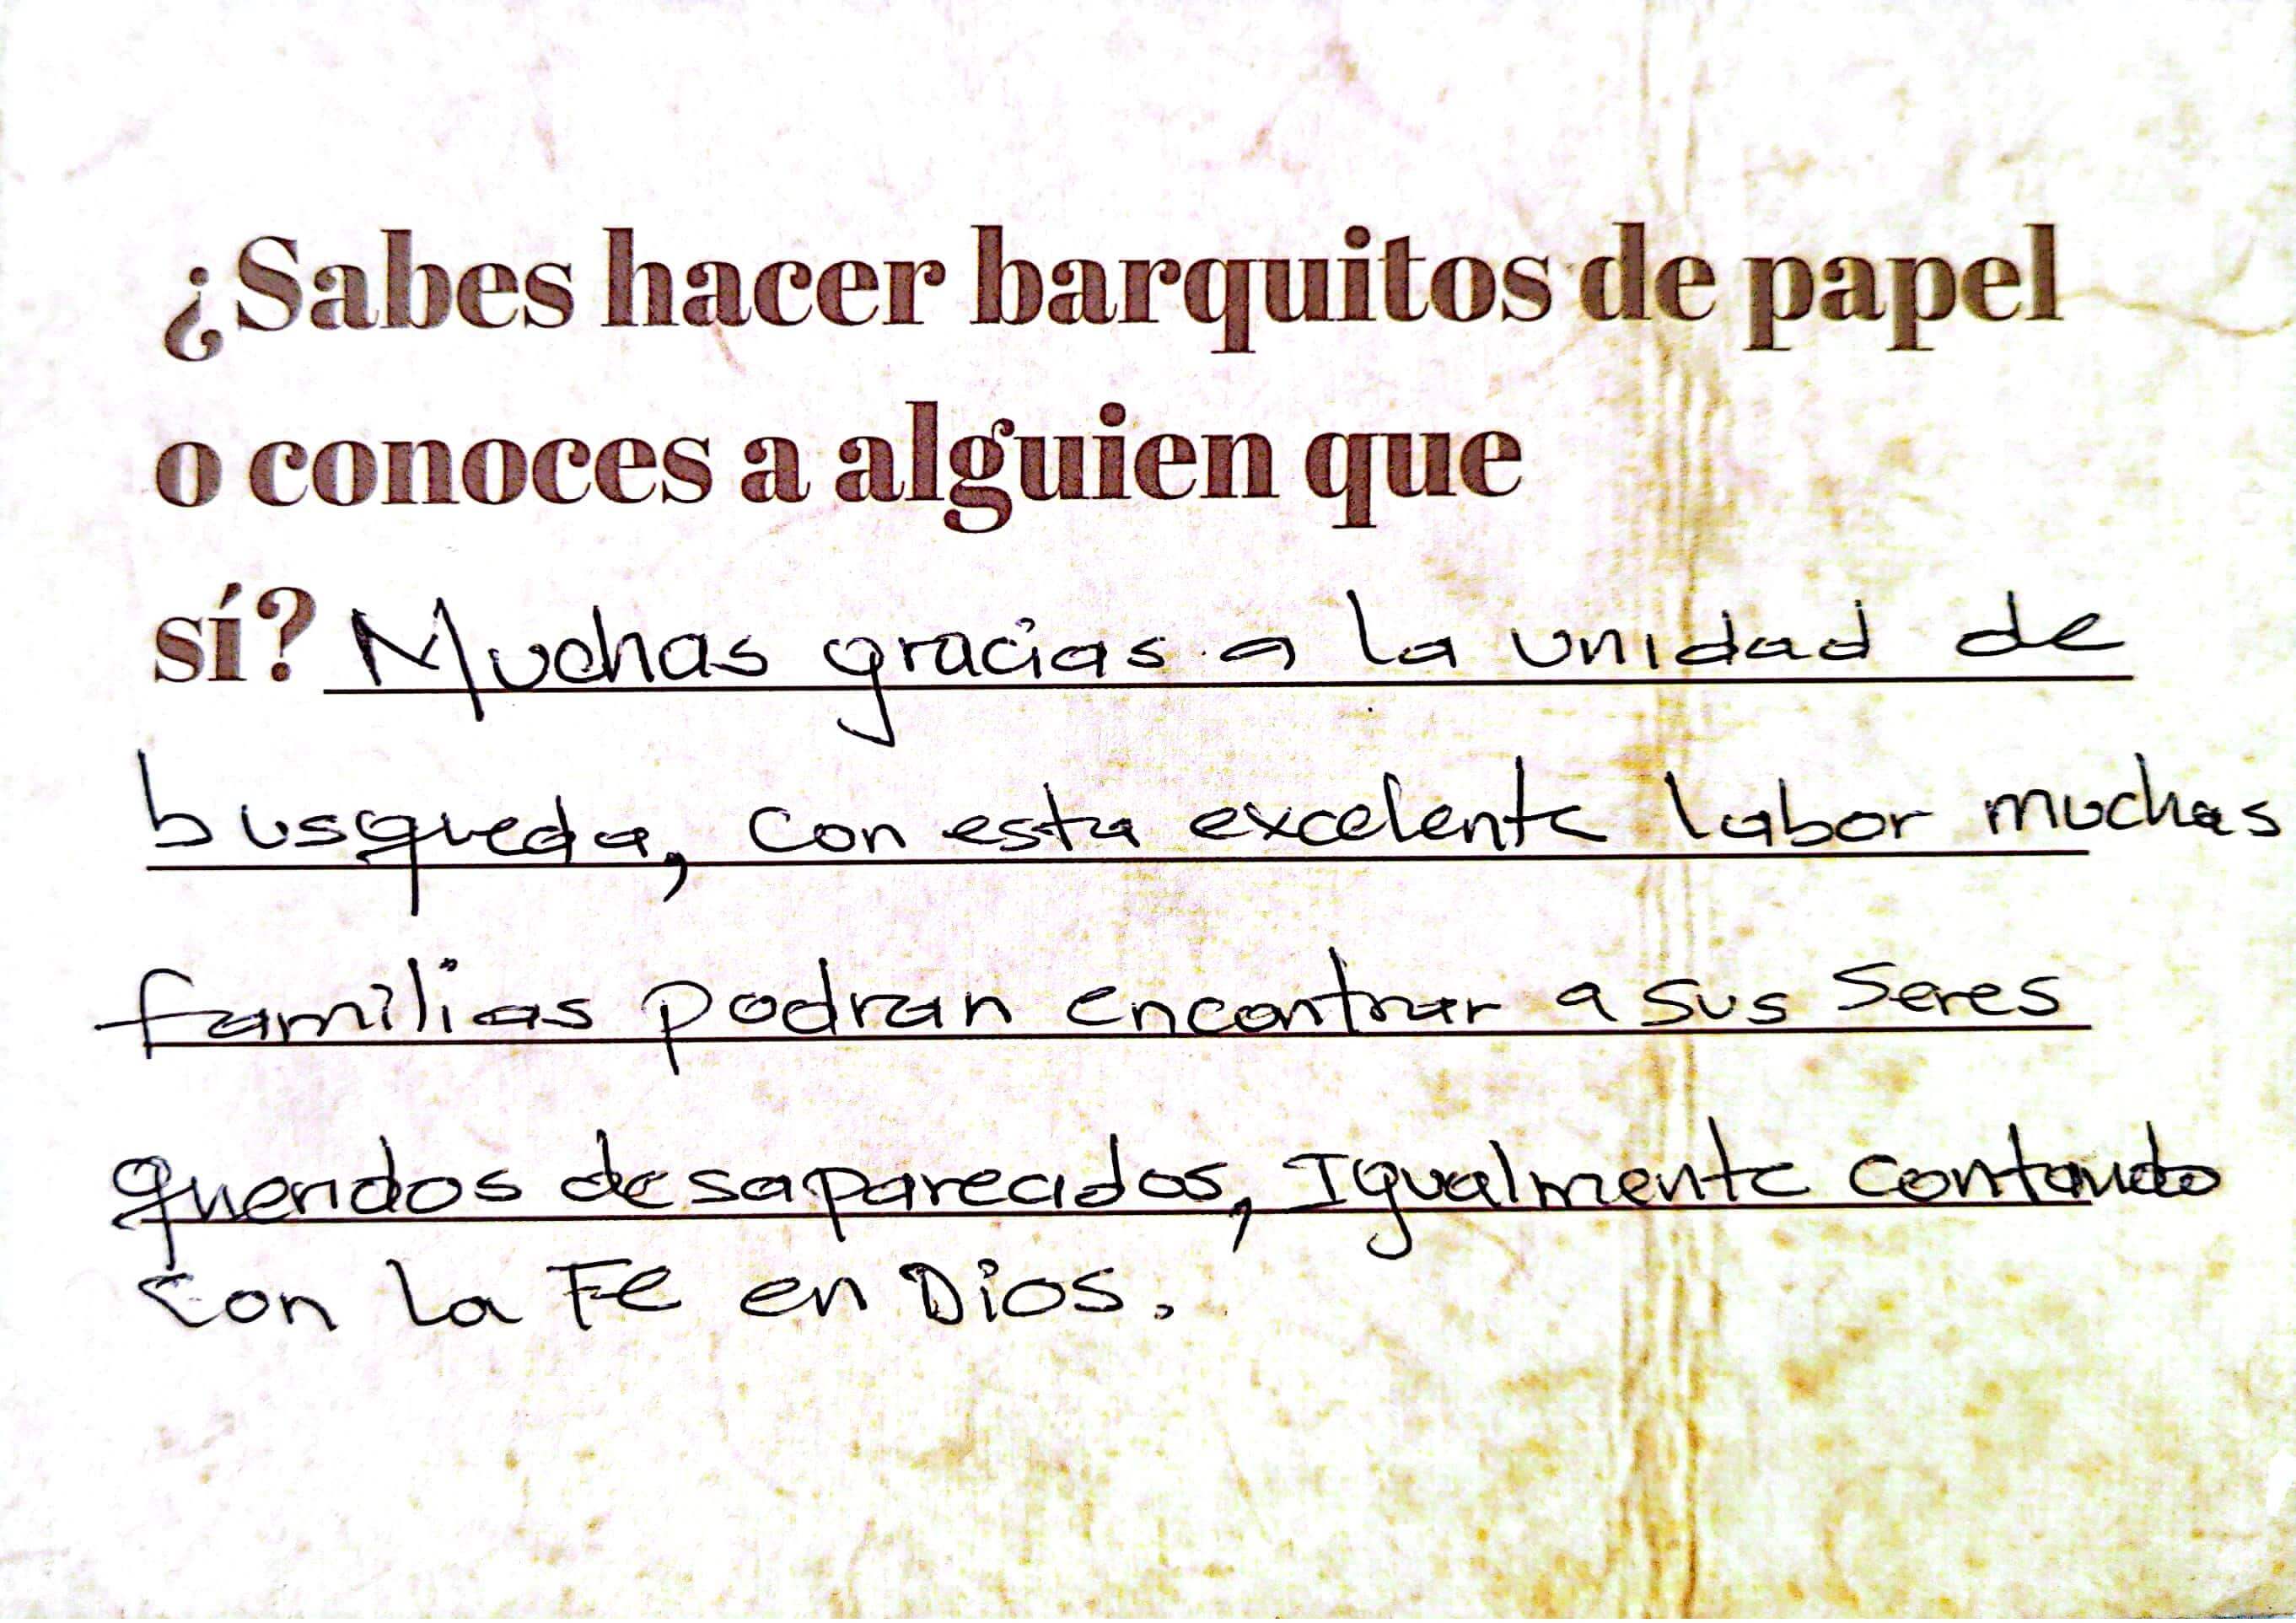 ¿Sabes hacer barquitos de papel
o conoces a alguien que
sí? Muchas gracias a la unidad de
busqueda, con esta excelente labor muchas
familias podran encontrar a sus seres
queridos desaparecidos, Igualmente contando
con la Fe en Dios.